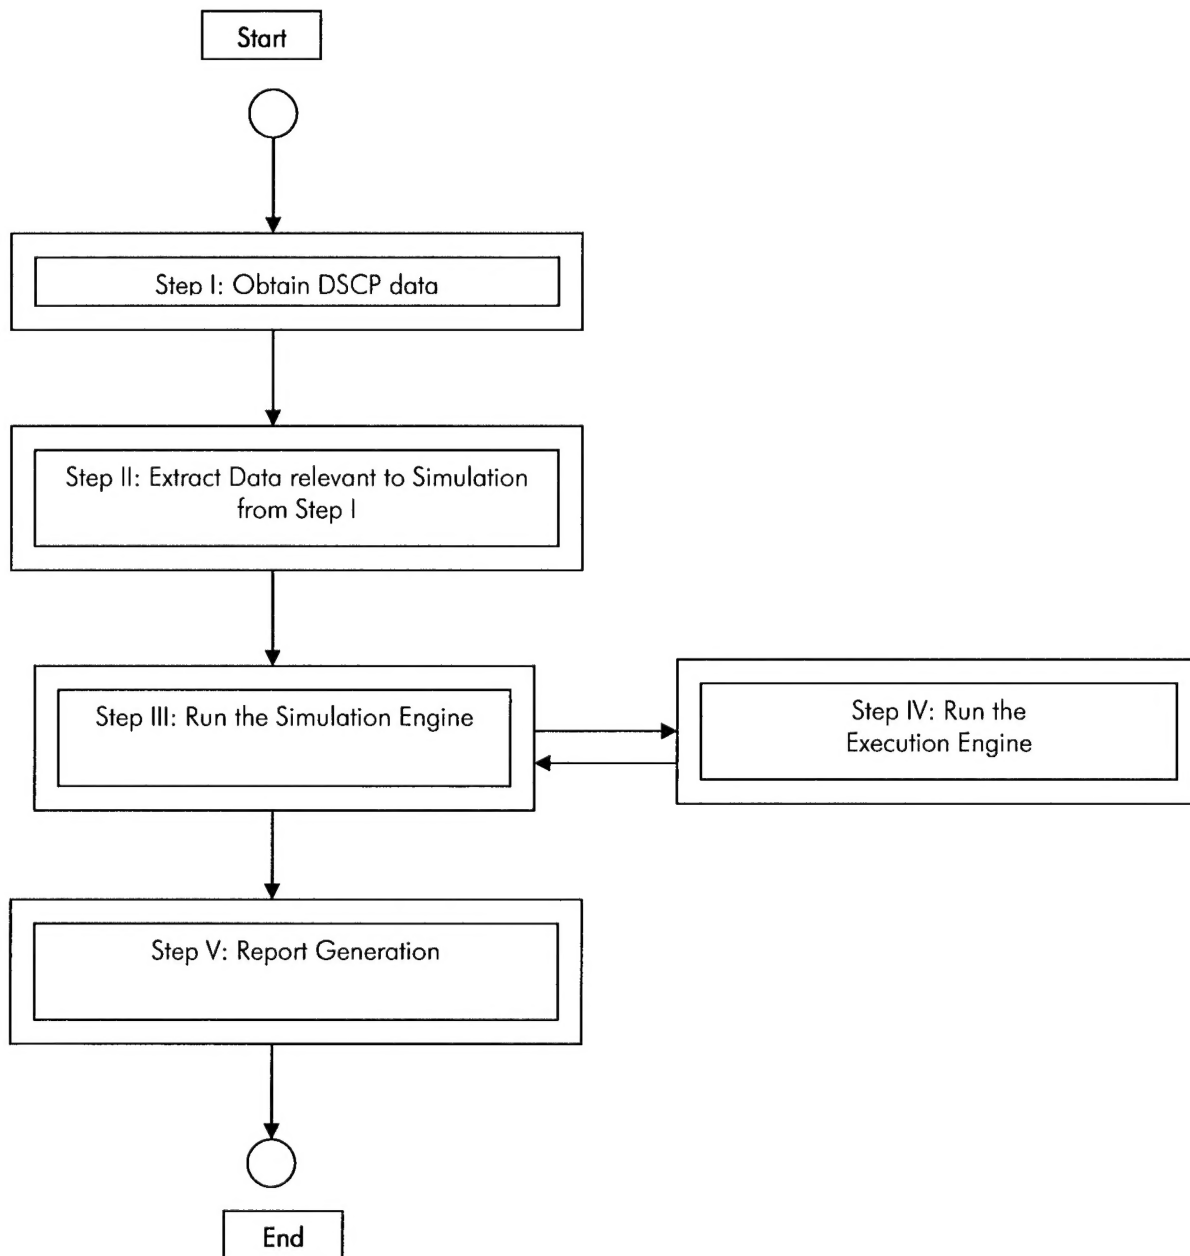 Start
Step I: Obtain DSCP data
Step II: Extract Data relevant to Simulation
from Step I
Step III: Run the Simulation Engine
Step IV: Run the
Execution Engine
Step V: Report Generation
End